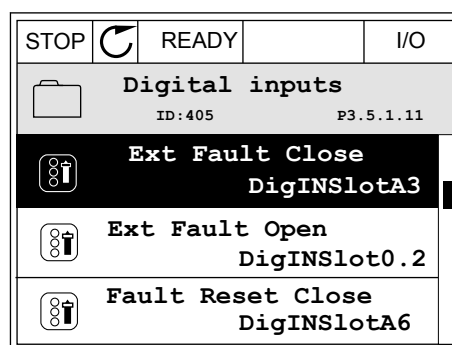 STOP READY I/O
Digital inputs
ID:405 P3.5.1.11
Ext Fault Close
DigINSlotA3
Ext Fault Open
DigINSlot0.2
Fault Reset Close
DigINSlotA6